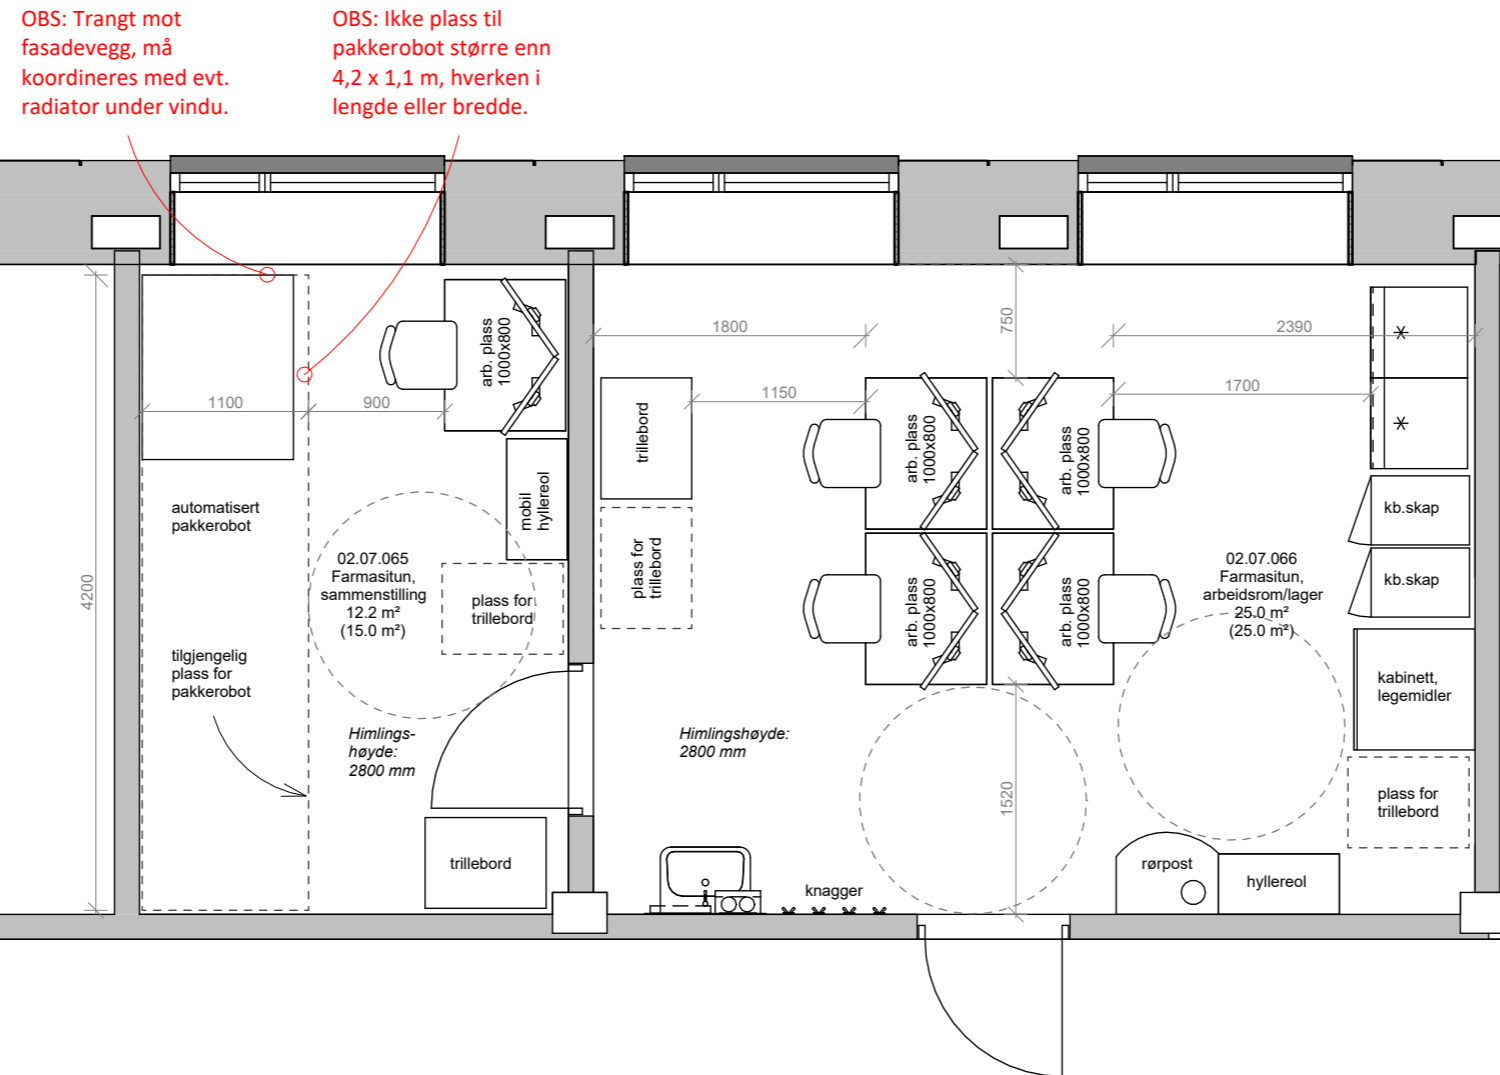 OBS: Trangt mot
fasadevegg, må
koordineres med evt.
radiator under vindu.
OBS: Ikke plass til
pakkerobot større enn
4,2 x 1,1 m, hverken i
lengde eller bredde.
1100
900
4200
arb. plass
1000x800
automatisert
pakkerobot
mobil
hyllereol
02.07.065
Farmasitun,
sammenstilling
12.2 m²
(15.0 m²)
plass for
trillebord
tilgjengelig
plass for
pakkerobot
Himlings-
høyde:
2800 mm
trillebord
1800
750
2390
1150
1700
trillebord
plass for
trillebord
arb. plass
1000x800
arb. plass
1000x800
arb. plass
1000x800
arb. plass
1000x800
kb.skap
kb.skap
02.07.066
Farmasitun,
arbeidsrom/lager
25.0 m²
(25.0 m²)
kabinett,
legemidler
Himlingshøyde:
2800 mm
1520
plass for
trillebord
knagger
rørpost
hyllereol